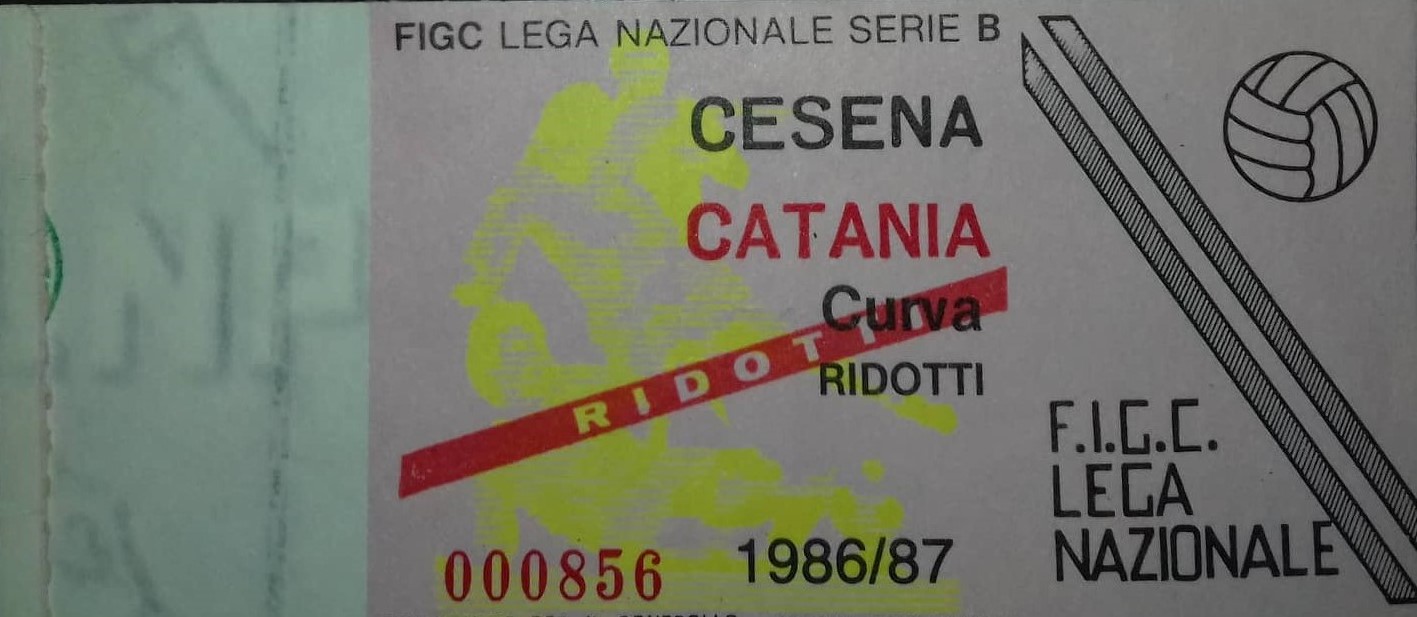 FIGC LEGA NAZIONALE SERIE B
CESENA
CATANIA
Curva
RIDOTTI
RIDOTTI
000856
1986/87
F.I.G.C.
LEGA
NAZIONALE